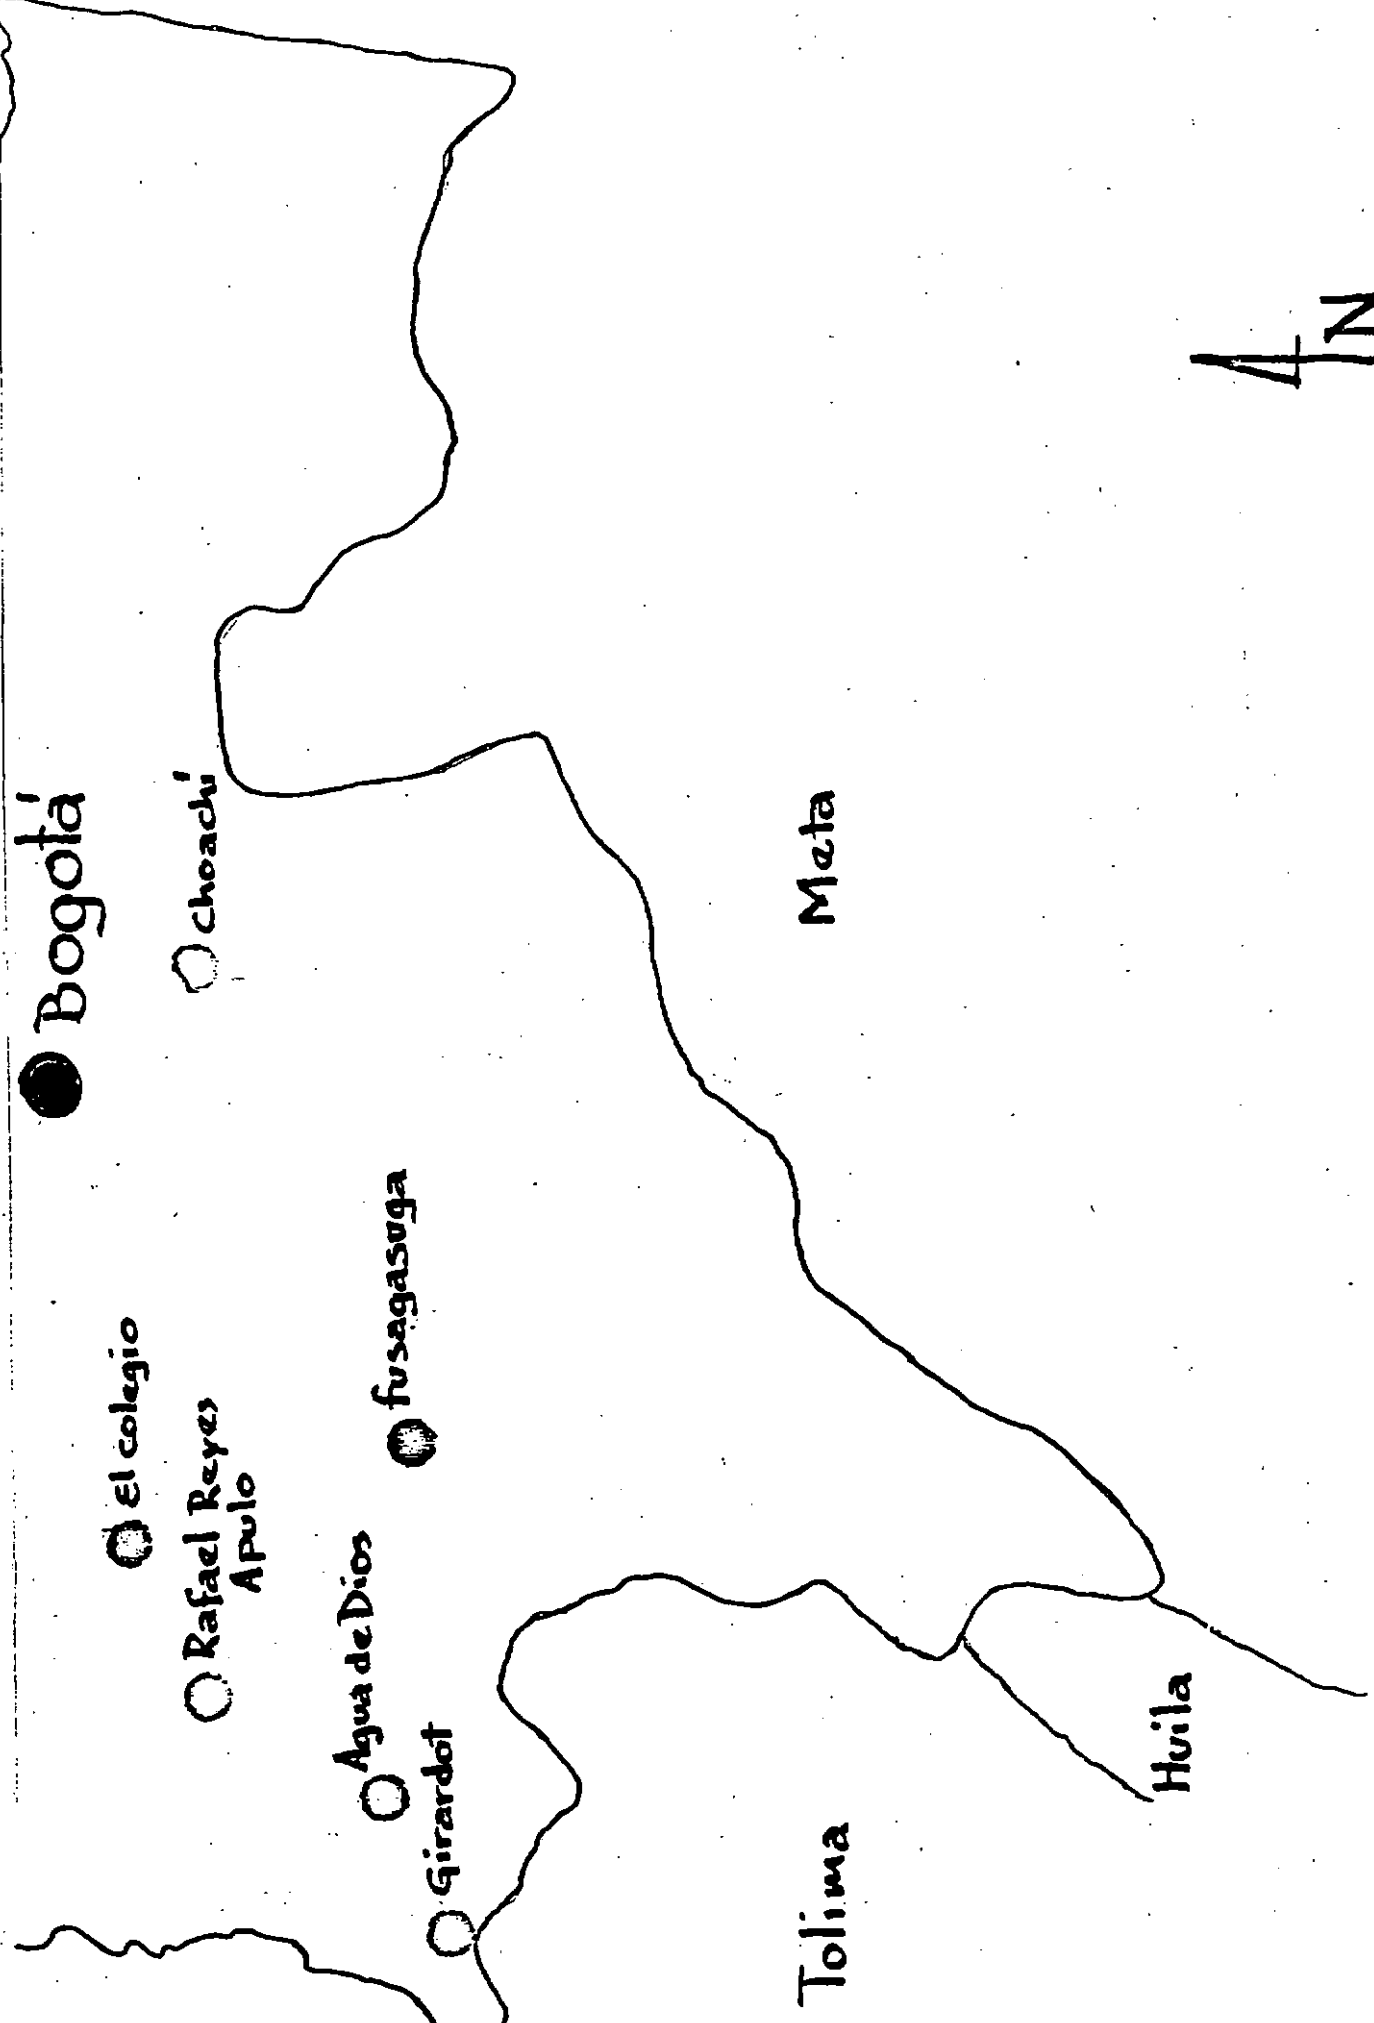 Bogotá
Choachí
El colegio
Rafael Reyes
Apulo
fusagasuga
Agua de Dios
Girardot
Meta
Tolima
Huila
N